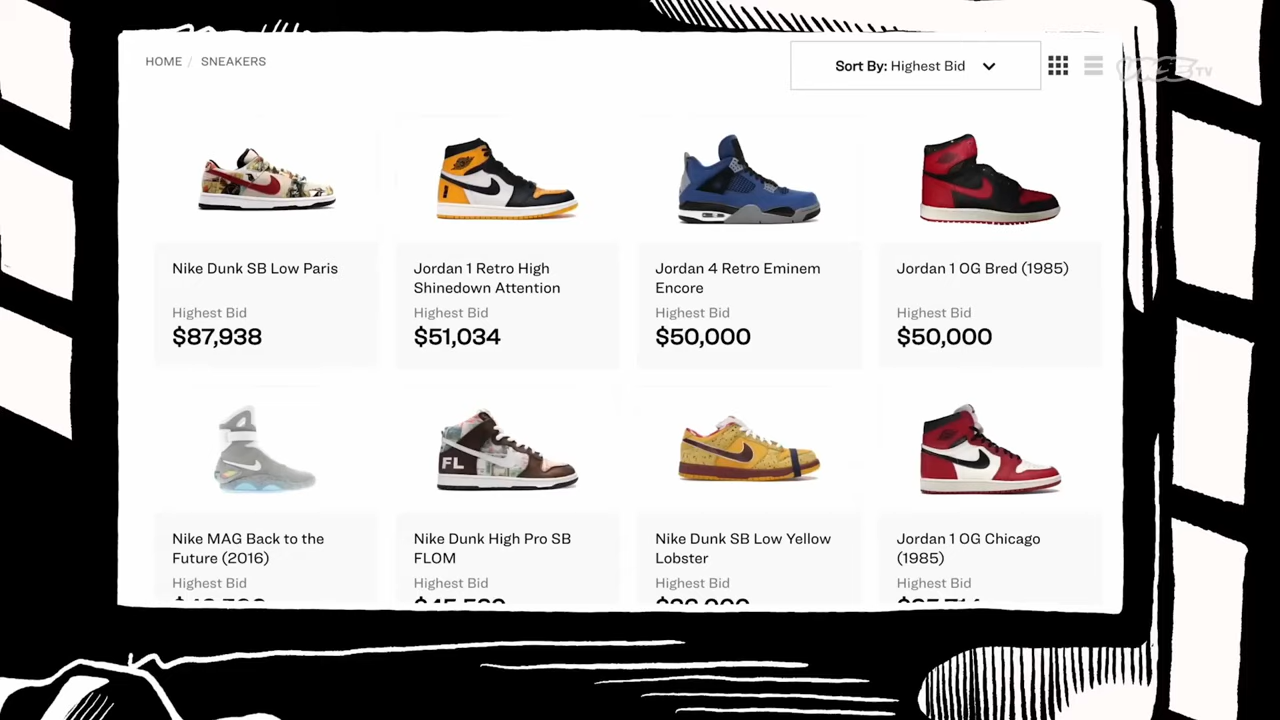 HOME / SNEAKERS
Sort By: Highest Bid
VICE TV
Nike Dunk SB Low Paris
Highest Bid
$87,938
Jordan 1 Retro High
Shinedown Attention
Highest Bid
$51,034
Jordan 4 Retro Eminem
Encore
Highest Bid
$50,000
Jordan 1 OG Bred (1985)
Highest Bid
$50,000
FL
Nike MAG Back to the
Future (2016)
Highest Bid
Nike Dunk High Pro SB
FLOM
Highest Bid
Nike Dunk SB Low Yellow
Lobster
Highest Bid
Jordan 1 OG Chicago
(1985)
Highest Bid